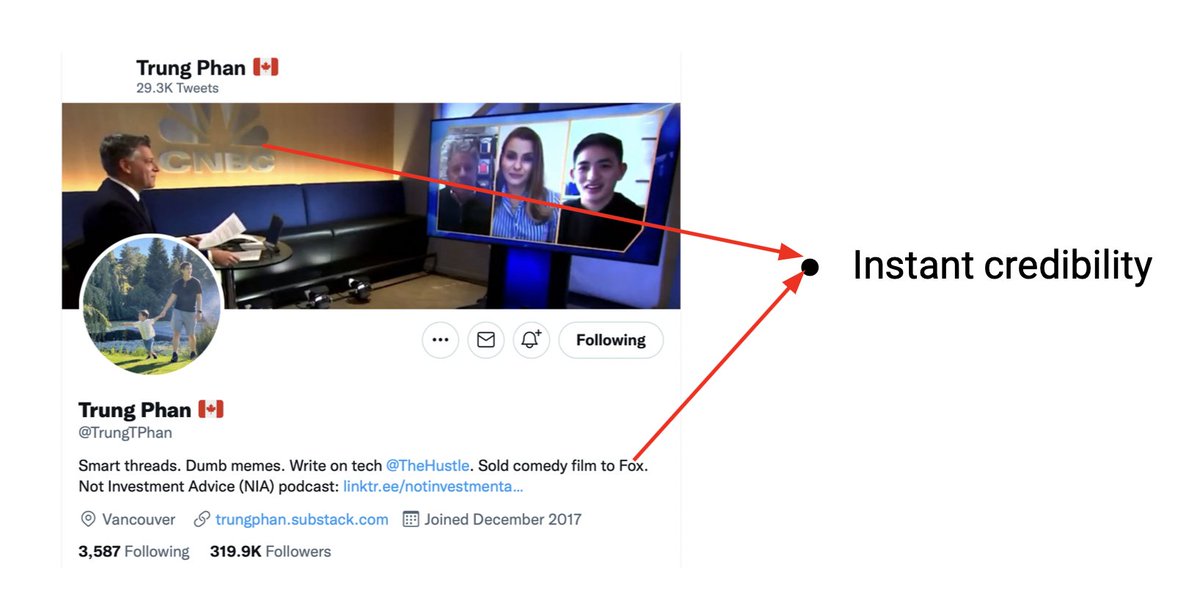 Trung Phan 🇨🇦
29.3K Tweets
CNBC
Instant credibility
Following
Trung Phan 🇨🇦
@TrungTPhan
Smart threads. Dumb memes. Write on tech @TheHustle. Sold comedy film to Fox.
Not Investment Advice (NIA) podcast: linktr.ee/notinvestmenta…
Vancouver trungphan.substack.com Joined December 2017
3,587 Following 319.9K Followers